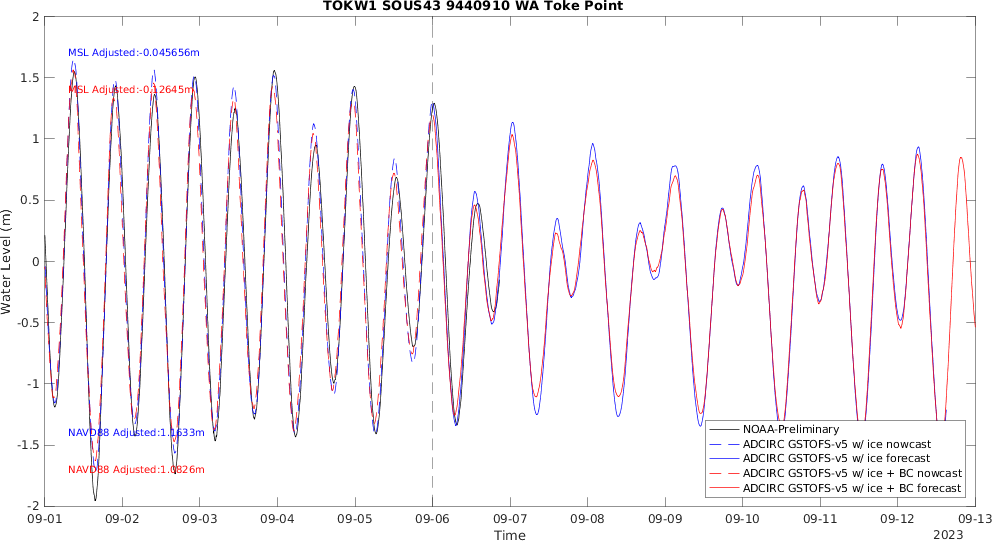 TOKW1 SOUS43 9440910 WA Toke Point
2
1.5
1
0.5
0
-0.5
-1
-1.5
-2
Water Level (m)
MSL Adjusted:-0.045656m
MSL Adjusted:-0.12645m
NAVD88 Adjusted:1.1633m
NAVD88 Adjusted:1.0826m
NOAA-Preliminary
ADCIRC GSTOFS-v5 w/ ice nowcast
ADCIRC GSTOFS-v5 w/ ice forecast
ADCIRC GSTOFS-v5 w/ ice + BC nowcast
ADCIRC GSTOFS-v5 w/ ice + BC forecast
09-01 09-02 09-03 09-04 09-05 09-06 09-07 09-08 09-09 09-10 09-11 09-12 09-13
Time
2023